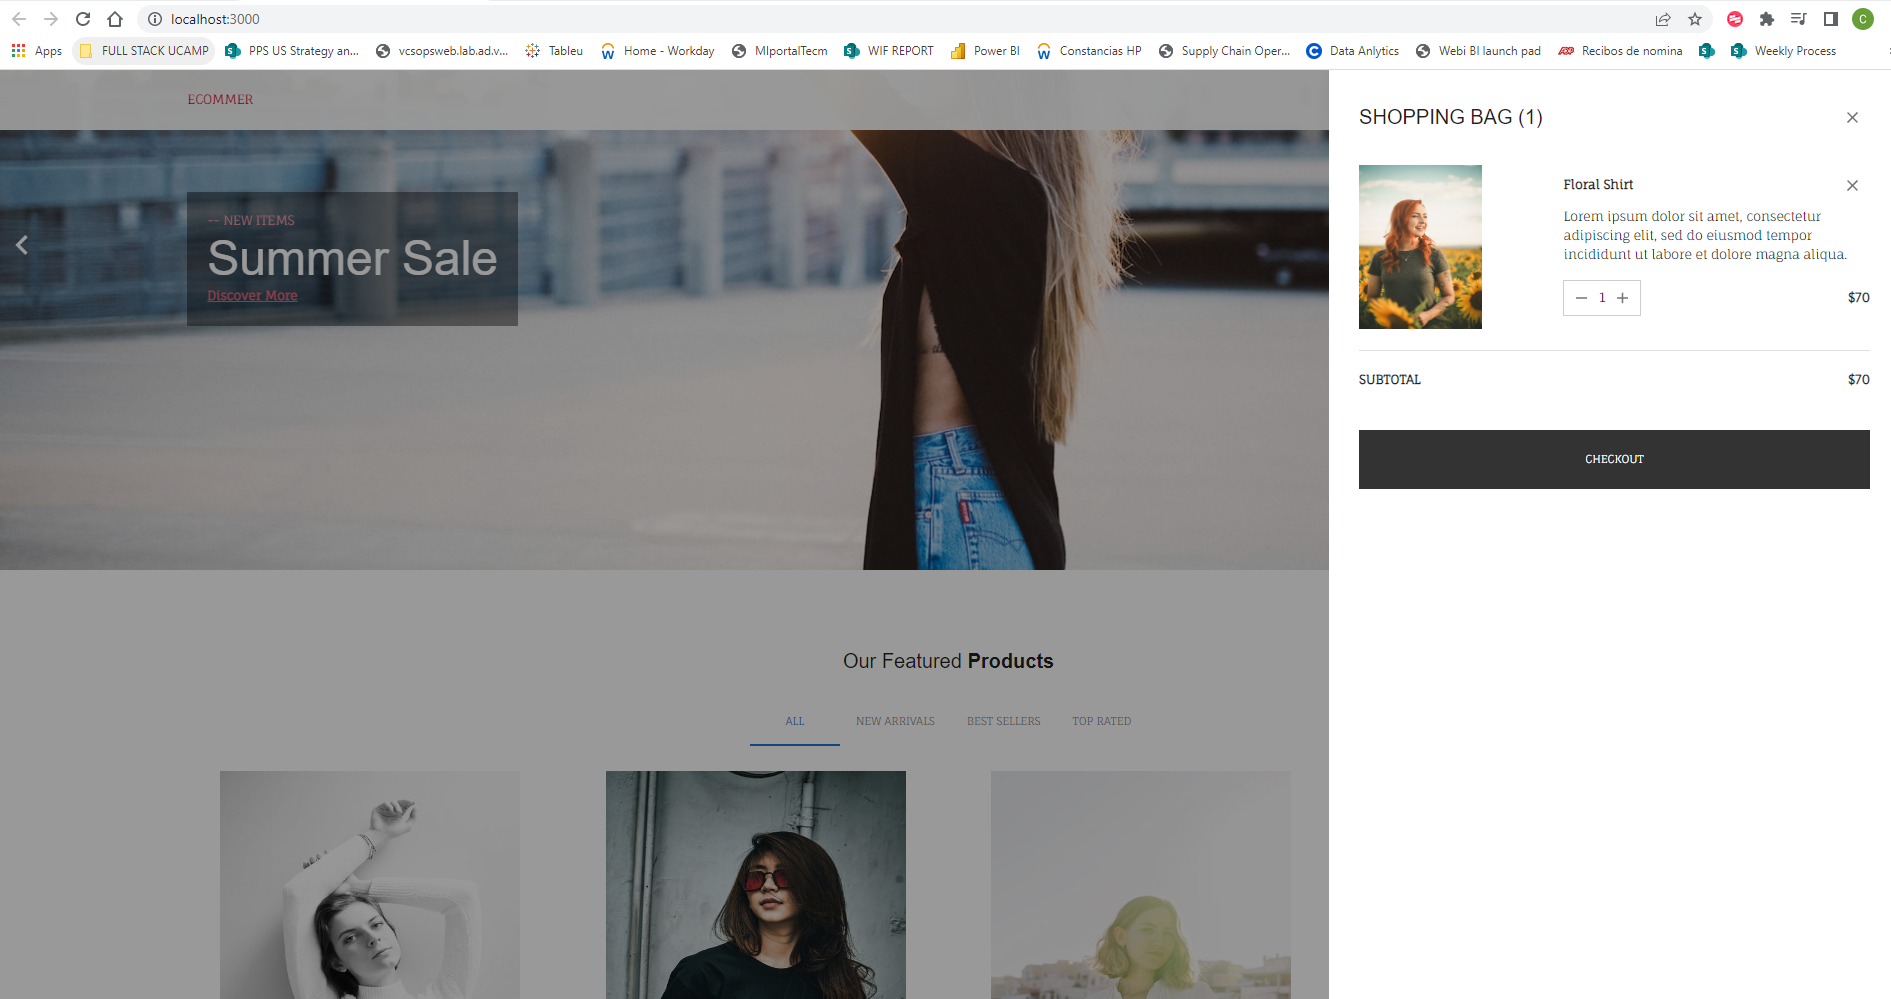 localhost:3000
C
Apps
FULL STACK UCAMP
PPS US Strategy an...
vcsopsweb.lab.ad.v...
Tableu
Home - Workday
MIportalTecm
WIF REPORT
Power BI
Constancias HP
Supply Chain Oper...
Data Anlytics
Webi BI launch pad
Recibos de nomina
Weekly Process
ECOMMER
-- NEW ITEMS
Summer Sale
Discover More
Our Featured Products
ALL
NEW ARRIVALS
BEST SELLERS
TOP RATED
SHOPPING BAG (1)
Floral Shirt
Lorem ipsum dolor sit amet, consectetur
adipiscing elit, sed do eiusmod tempor
incididunt ut labore et dolore magna aliqua.
1
$70
SUBTOTAL
$70
CHECKOUT